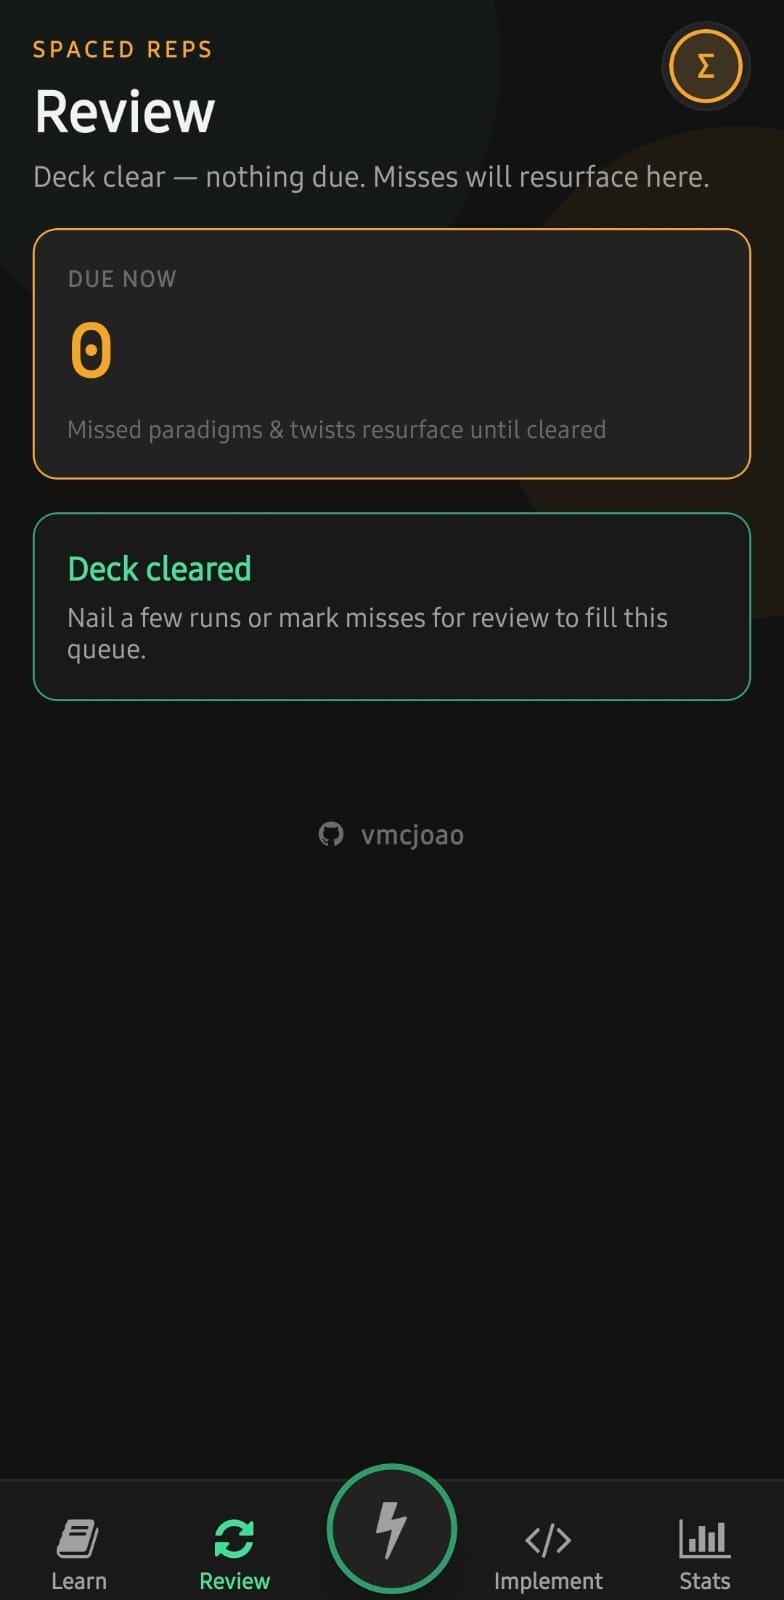 SPACED REPS
Σ
Review
Deck clear — nothing due. Misses will resurface here.
DUE NOW
0
Missed paradigms & twists resurface until cleared
Deck cleared
Nail a few runs or mark misses for review to fill this
queue.
vmcjoao
Learn
Review
</>
Implement
Stats